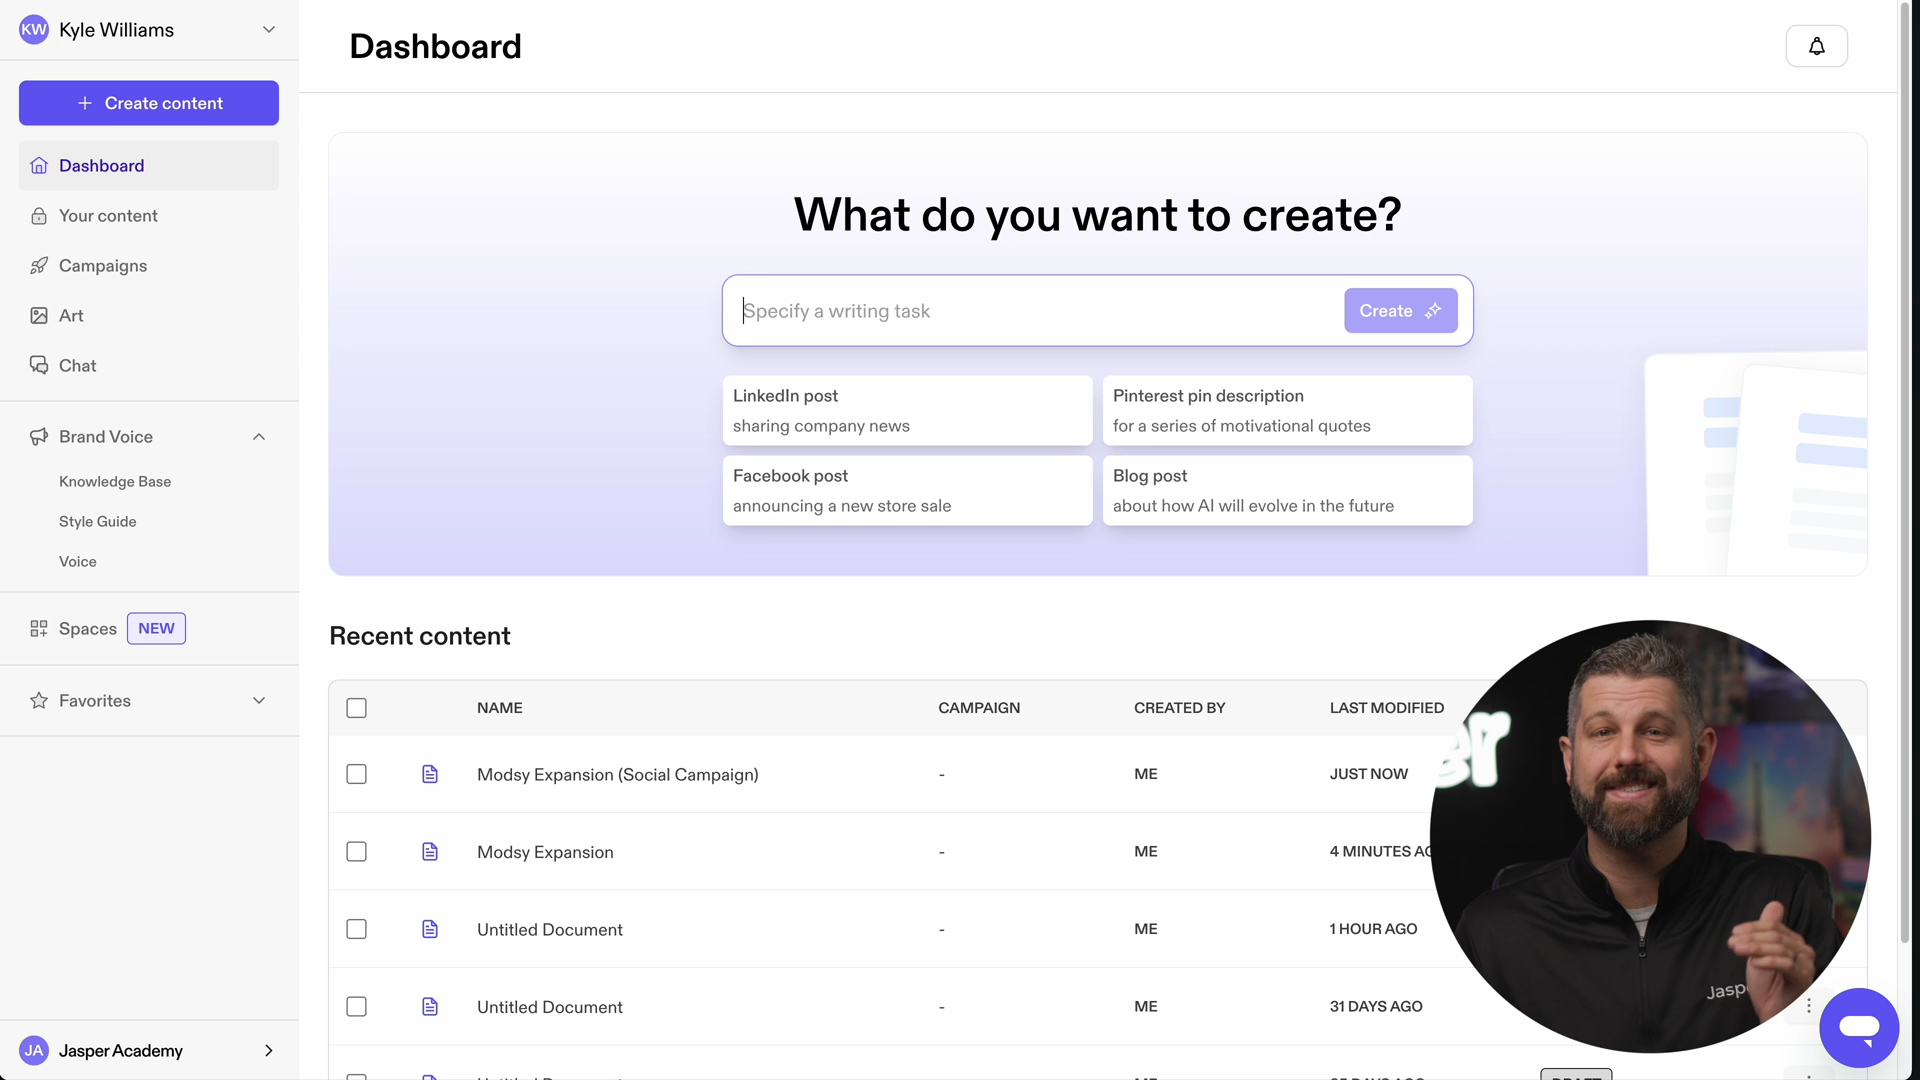 KW Kyle Williams
Dashboard
+ Create content
Dashboard
Your content
Campaigns
Art
Chat
Brand Voice
Knowledge Base
Style Guide
Voice
Spaces NEW
Favorites
JA Jasper Academy
What do you want to create?
Specify a writing task
Create
LinkedIn post
sharing company news
Pinterest pin description
for a series of motivational quotes
Facebook post
announcing a new store sale
Blog post
about how AI will evolve in the future
Recent content
NAME CAMPAIGN CREATED BY LAST MODIFIED
Modsy Expansion (Social Campaign) - ME JUST NOW
Modsy Expansion - ME 4 MINUTES
Untitled Document - ME 1 HOUR AGO
Untitled Document - ME 31 DAYS AGO